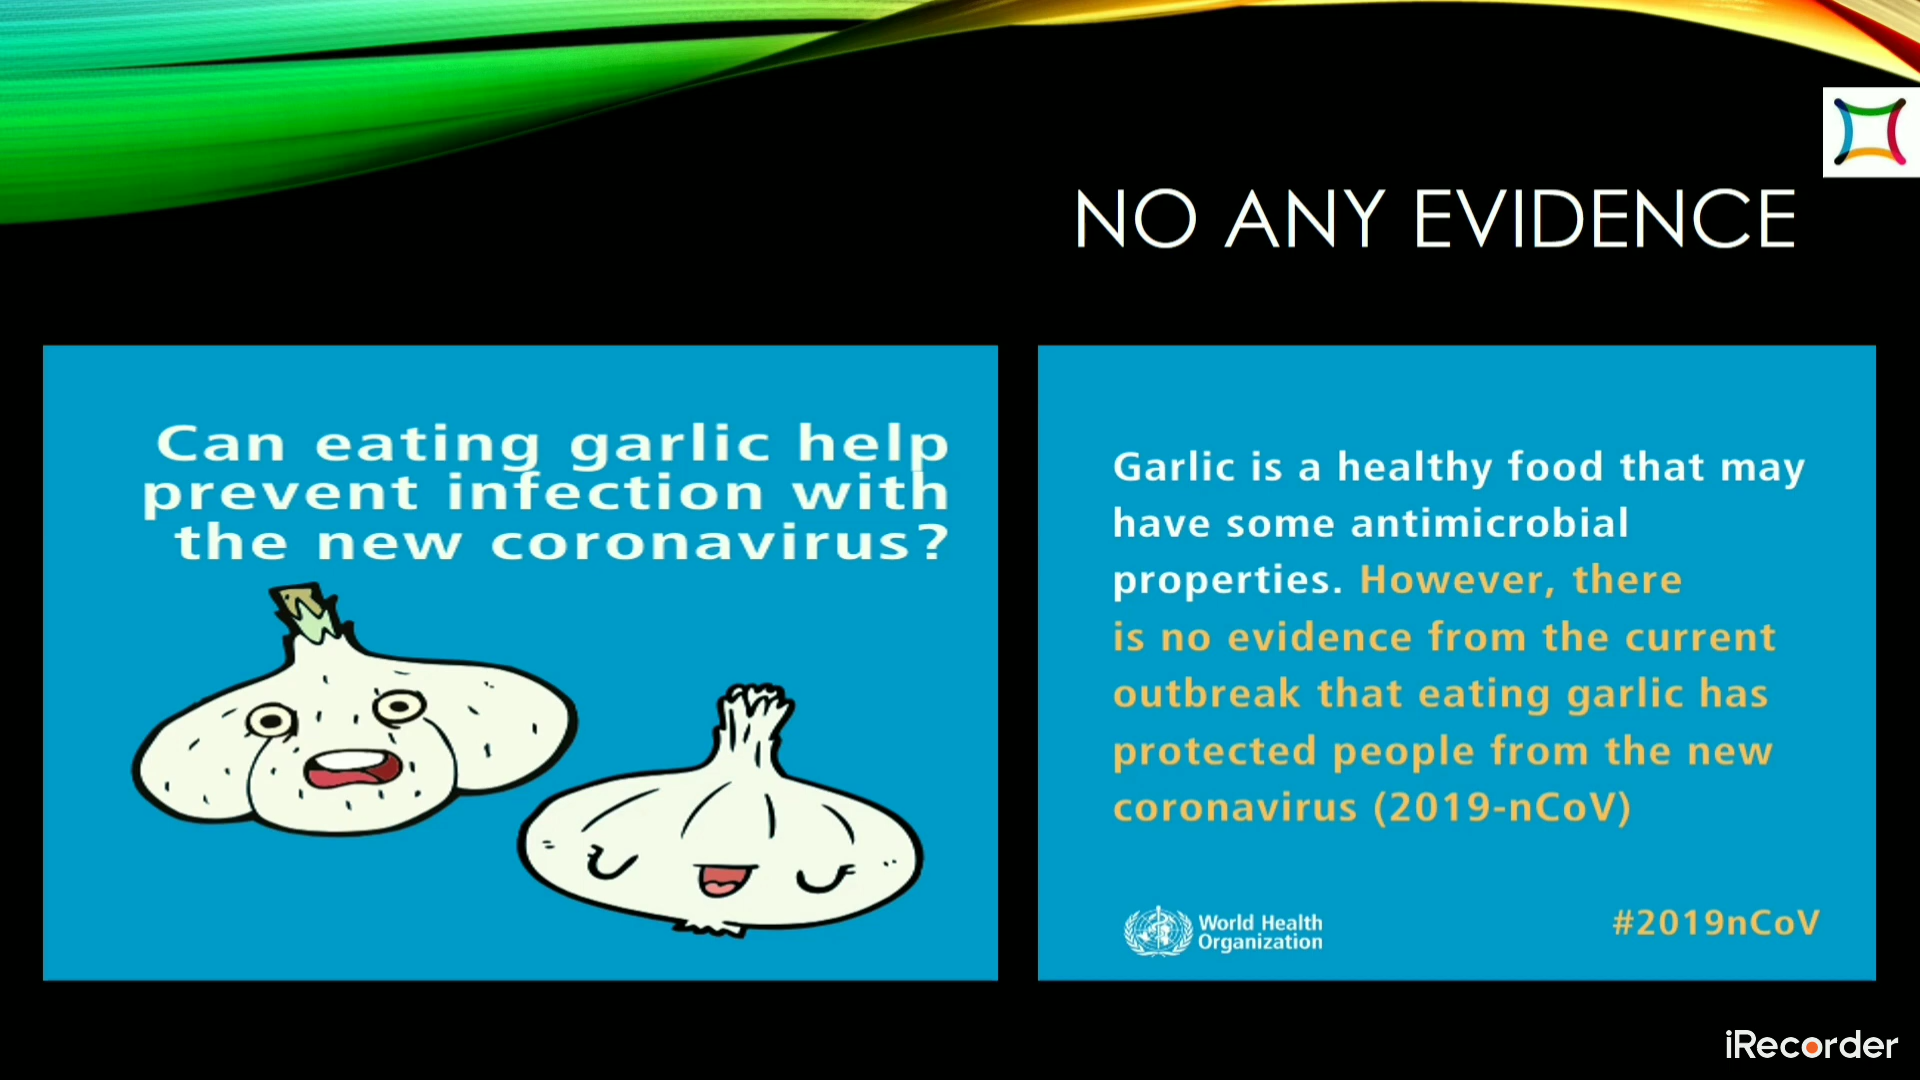 NO ANY EVIDENCE
Can eating garlic help
prevent infection with
the new coronavirus?
Garlic is a healthy food that may
have some antimicrobial
properties. However, there
is no evidence from the current
outbreak that eating garlic has
protected people from the new
coronavirus (2019-nCoV)
World Health
Organization
#2019nCoV
iRecorder